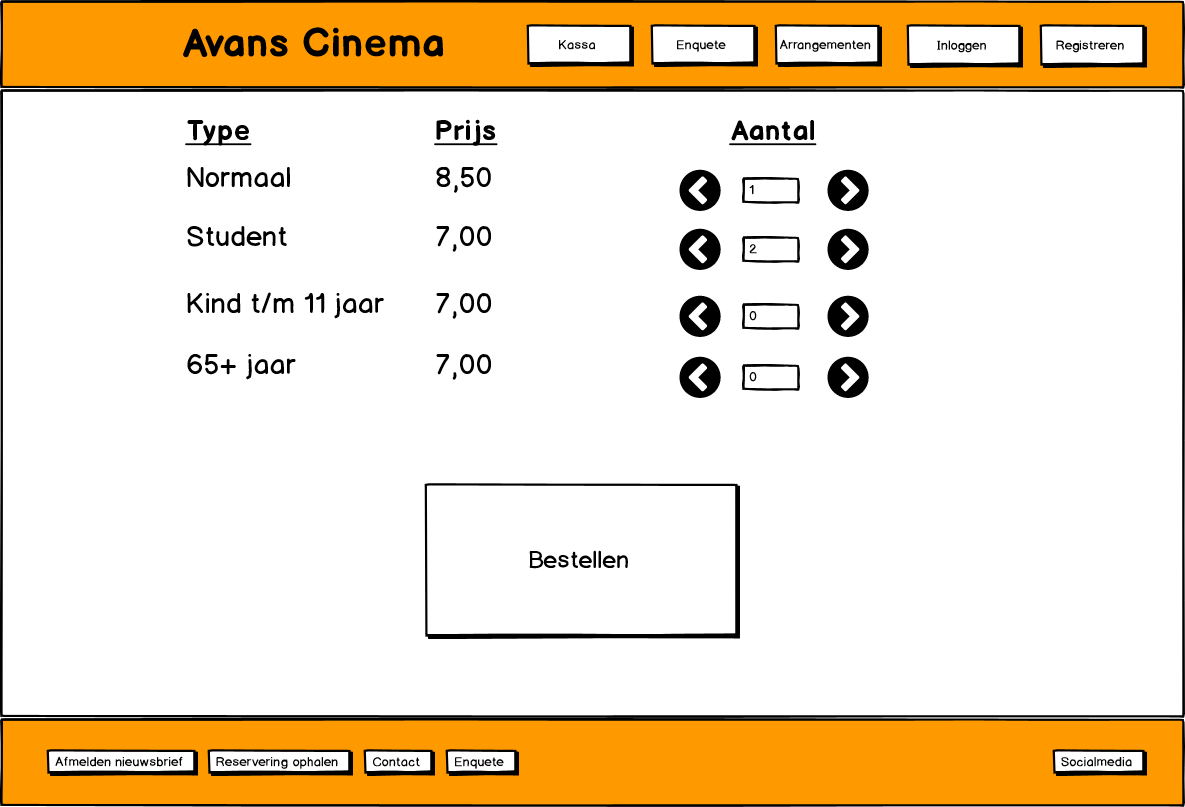 Avans Cinema Kassa Enquete Arrangementen Inloggen Registreren
Type Prijs Aantal
Normaal 8,50 1
Student 7,00 2
Kind t/m 11 jaar 7,00 0
65+ jaar 7,00 0
Bestellen
Afmelden nieuwsbrief Reservering ophalen Contact Enquete Socialmedia